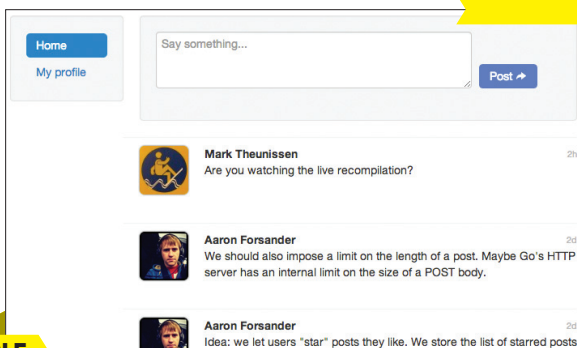 Home
My profile
Say something...
Post
Mark Theunissen
2h
Are you watching the live recompilation?
Aaron Forsander
2d
We should also impose a limit on the length of a post. Maybe Go's HTTP
server has an internal limit on the size of a POST body.
Aaron Forsander
2d
Idea: we let users "star" posts they like. We store the list of starred posts